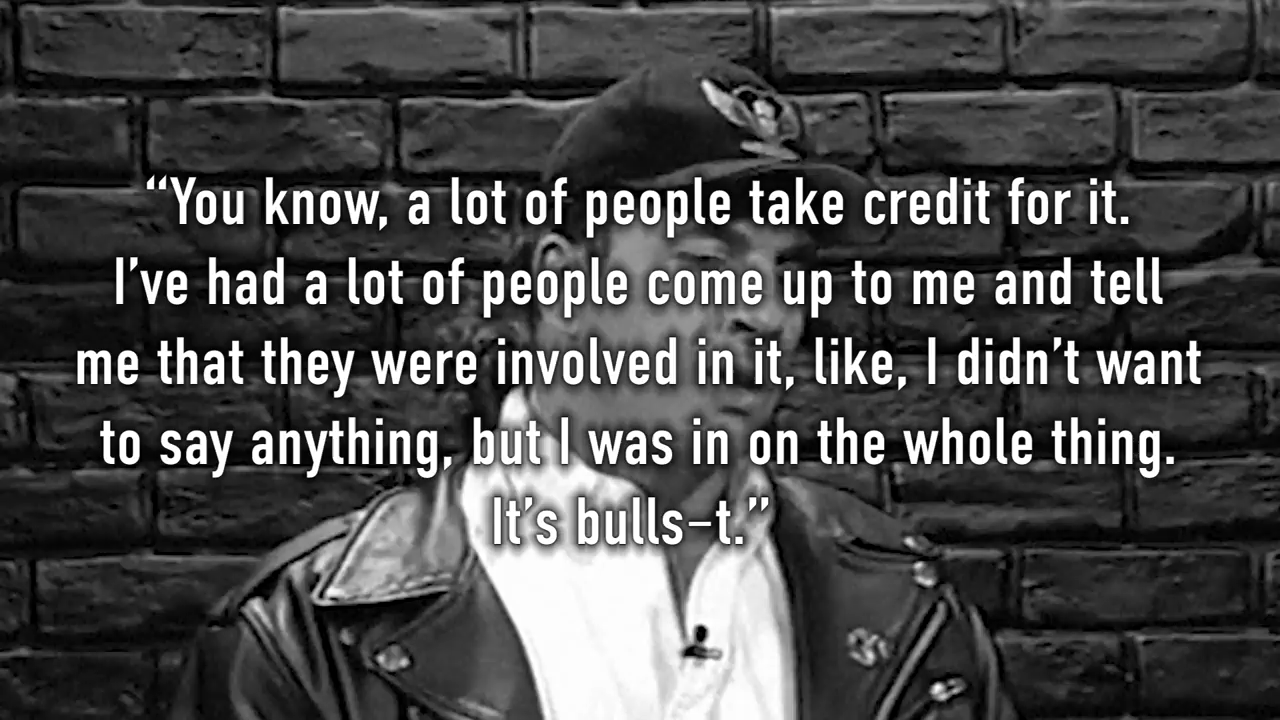 “You know, a lot of people take credit for it.
I’ve had a lot of people come up to me and tell
me that they were involved in it, like, I didn’t want
to say anything, but I was in on the whole thing.
It’s bulls–t.”